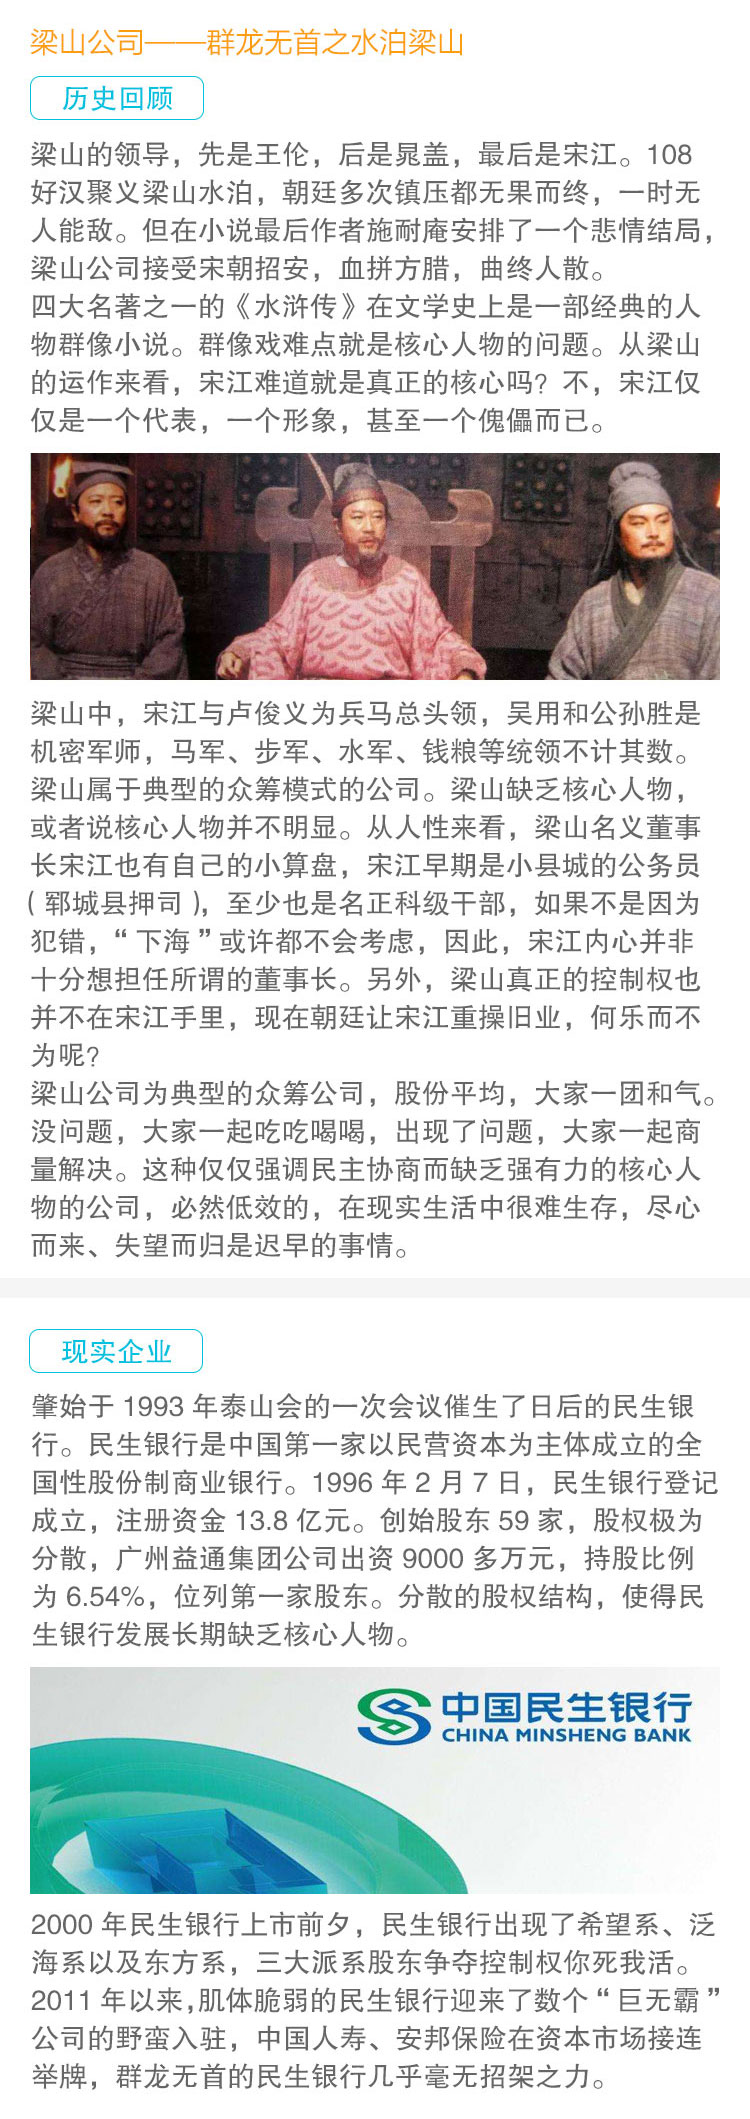 梁山公司——群龙无首之水泊梁山
历史回顾
梁山的领导，先是王伦，后是晁盖，最后是宋江。108
好汉聚义梁山水泊，朝廷多次镇压都无果而终，一时无
人能敌。但在小说最后作者施耐庵安排了一个悲情结局，
梁山公司接受宋朝招安，血拼方腊，曲终人散。
四大名著之一的《水浒传》在文学史上是一部经典的人
物群像小说。群像戏难点就是核心人物的问题。从梁山
的运作来看，宋江难道就是真正的核心吗？不，宋江仅
仅是一个代表，一个形象，甚至一个傀儡而已。
梁山中，宋江与卢俊义为兵马总头领，吴用和公孙胜是
机密军师，马军、步军、水军、钱粮等统领不计其数。
梁山属于典型的众筹模式的公司。梁山缺乏核心人物，
或者说核心人物并不明显。从人性来看，梁山名义董事
长宋江也有自己的小算盘，宋江早期是小县城的公务员
（郓城县押司），至少也是名正科级干部，如果不是因为
犯错，“下海”或许都不会考虑，因此，宋江内心并非
十分想担任所谓的董事长。另外，梁山真正的控制权也
并不在宋江手里，现在朝廷让宋江重操旧业，何乐而不
为呢？
梁山公司为典型的众筹公司，股份平均，大家一团和气。
没问题，大家一起吃吃喝喝，出现了问题，大家一起商
量解决。这种仅仅强调民主协商而缺乏强有力的核心人
物的公司，必然低效的，在现实生活中很难生存，尽心
而来、失望而归是迟早的事情。
现实企业
肇始于 1993 年泰山会的一次会议催生了日后的民生银
行。民生银行是中国第一家以民营资本为主体成立的全
国性股份制商业银行。1996 年 2 月 7 日，民生银行登记
成立，注册资金 13.8 亿元。创始股东 59 家，股权极为
分散，广州益通集团公司出资 9000 多万元，持股比例
为 6.54%，位列第一家股东。分散的股权结构，使得民
生银行发展长期缺乏核心人物。
中国民生银行
CHINA MINSHENG BANK
2000 年民生银行上市前夕，民生银行出现了希望系、泛
海系以及东方系，三大派系股东争夺控制权你死我活。
2011 年以来，肌体脆弱的民生银行迎来了数个“巨无霸”
公司的野蛮入驻，中国人寿、安邦保险在资本市场接连
举牌，群龙无首的民生银行几乎毫无招架之力。